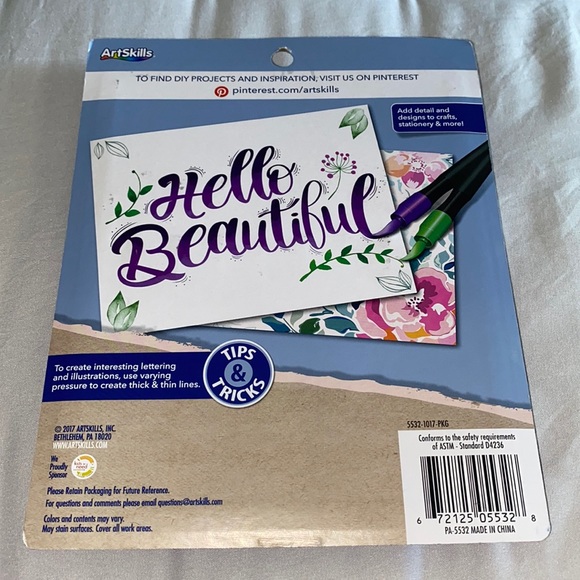 ArtSkills
TO FIND DIY PROJECTS AND INSPIRATION, VISIT US ON PINTEREST
pinterest.com/artskills
Add detail and
designs to crafts,
stationery & more!
Hello
Beautiful
To create interesting lettering
and illustrations, use varying
pressure to create thick & thin lines.
TIPS
&
TRICKS
© 2017 ARTSKILLS, INC.
BETHLEHEM, PA 18020
WWW.ARTSKILLS.COM
We
Proudly
Sponsor
Please Retain Packaging for Future Reference.
For questions and comments please email questions@artskills.com
Colors and contents may vary.
May stain surfaces. Cover all work areas.
5532-1017-PKG
Conforms to the safety requirements
of ASTM - Standard D4236
6 72125 05532 8
PA-5532 MADE IN CHINA